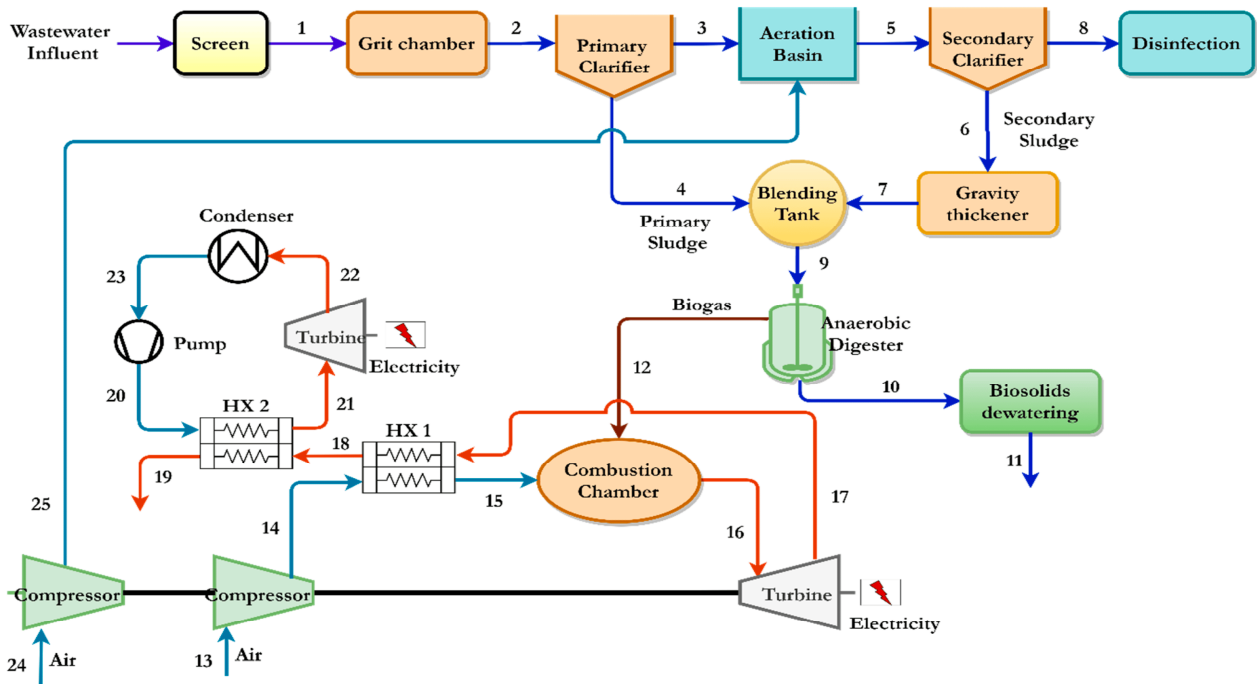 Wastewater
Influent
Screen
1
Grit chamber
2
Primary
Clarifier
3
Aeration
Basin
5
Secondary
Clarifier
8
Disinfection
6
Secondary
Sludge
4
Primary
Sludge
Blending
Tank
7
Gravity
thickener
9
Condenser
23
22
Pump
Turbine
Electricity
20
21
HX 2
19
18
HX 1
Biogas
12
Anaerobic
Digester
10
Biosolids
dewatering
11
Combustion
Chamber
14
15
16
17
25
Compressor
Compressor
Turbine
Electricity
24
Air
13
Air